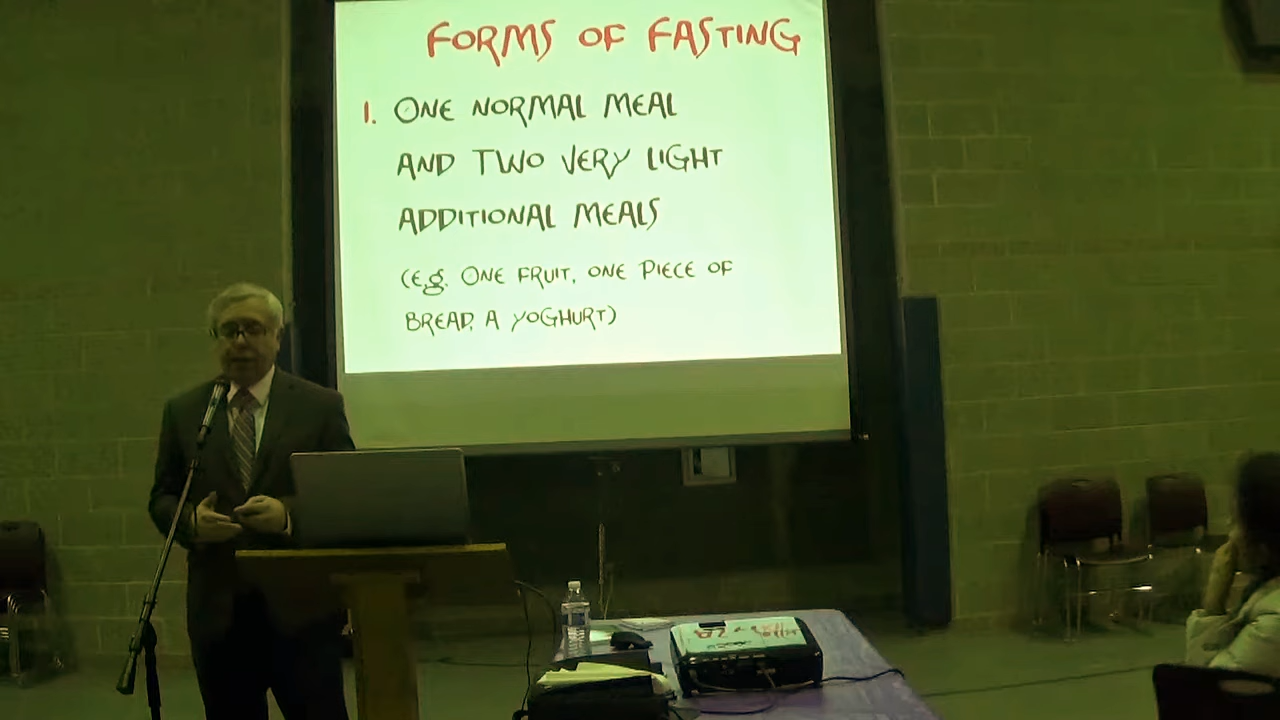 FORMS OF FASTING
1. ONE NORMAL MEAL
AND TWO VERY LIGHT
ADDITIONAL MEALS
(e.g. ONE FRUIT, ONE PIECE OF
BREAD, A YOGHURT)